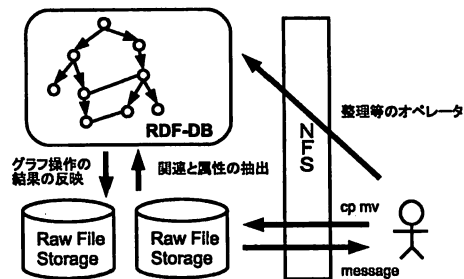 RDF-DB
NFS
整理等のオペレータ
グラフ操作の
結果の反映
関連と属性の抽出
Raw File
Storage
Raw File
Storage
cp mv
message